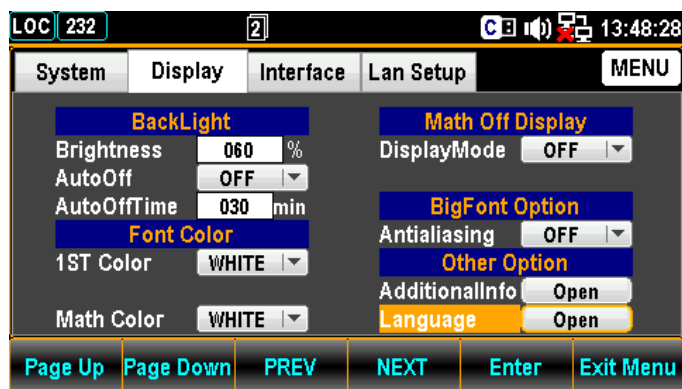 LOC 232 2 C 13:48:28
System Display Interface Lan Setup MENU
BackLight
Brightness 060 %
AutoOff OFF
AutoOffTime 030 min
Font Color
1ST Color WHITE
Math Color WHITE
Math Off Display
DisplayMode OFF
BigFont Option
Antialiasing OFF
Other Option
AdditionalInfo Open
Language Open
Page Up Page Down PREV NEXT Enter Exit Menu